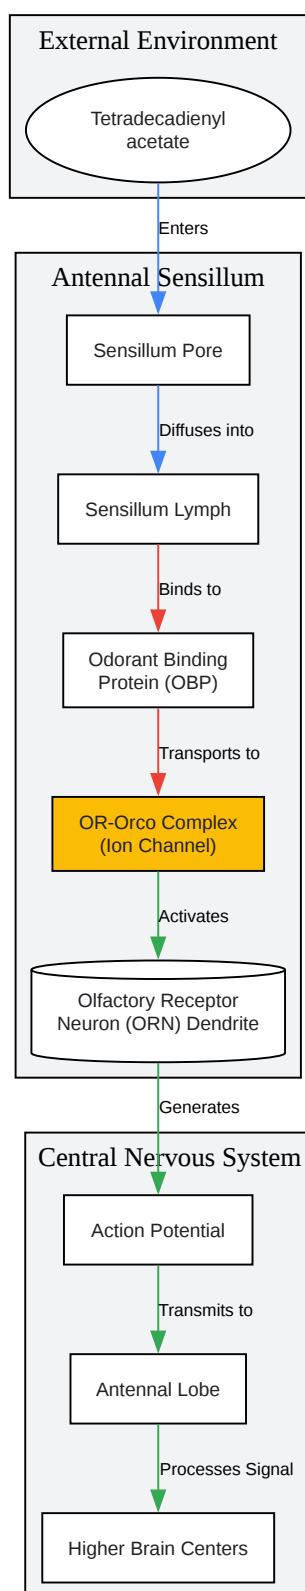 External Environment
Tetradecadienyl
acetate
Enters
Antennal Sensillum
Sensillum Pore
Diffuses into
Sensillum Lymph
Binds to
Odorant Binding
Protein (OBP)
Transports to
OR-Orco Complex
(Ion Channel)
Activates
Olfactory Receptor
Neuron (ORN) Dendrite
Generates
Central Nervous System
Action Potential
Transmits to
Antennal Lobe
Processes Signal
Higher Brain Centers